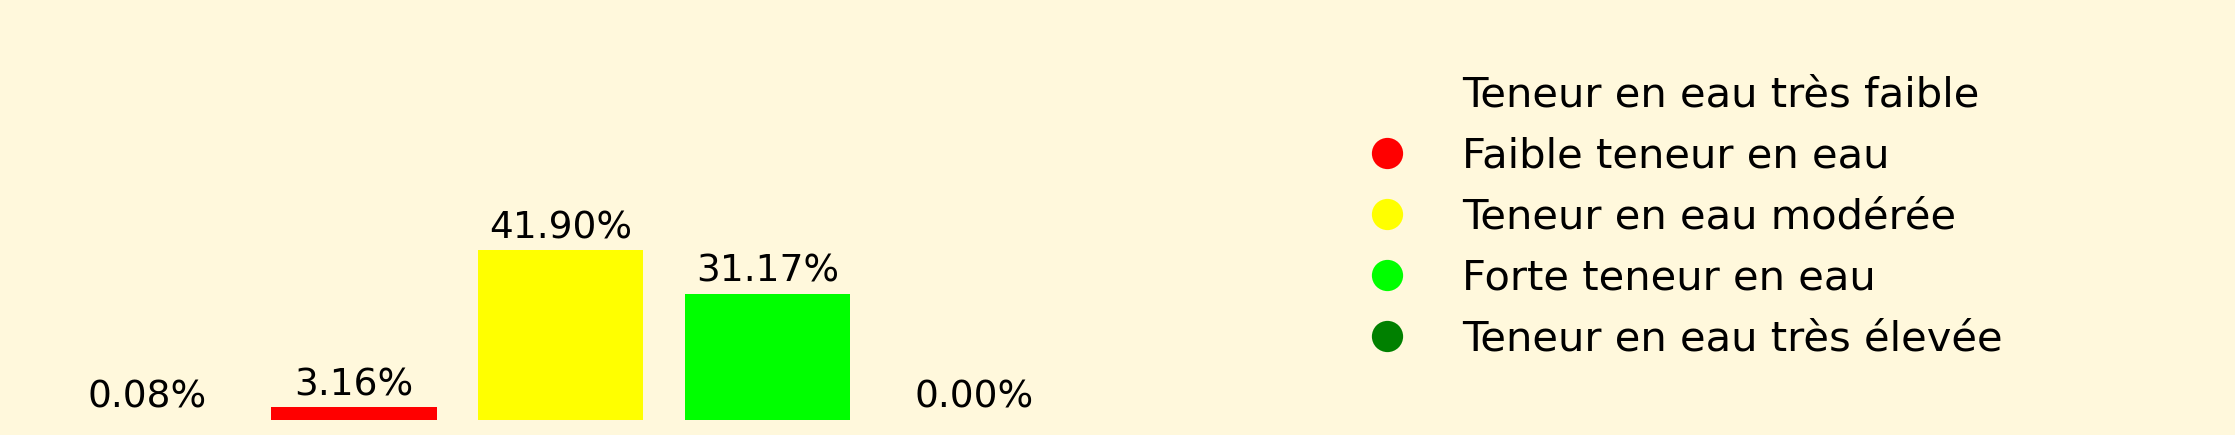 0.08%
3.16%
41.90%
31.17%
0.00%
Teneur en eau très faible
Faible teneur en eau
Teneur en eau modérée
Forte teneur en eau
Teneur en eau très élevée